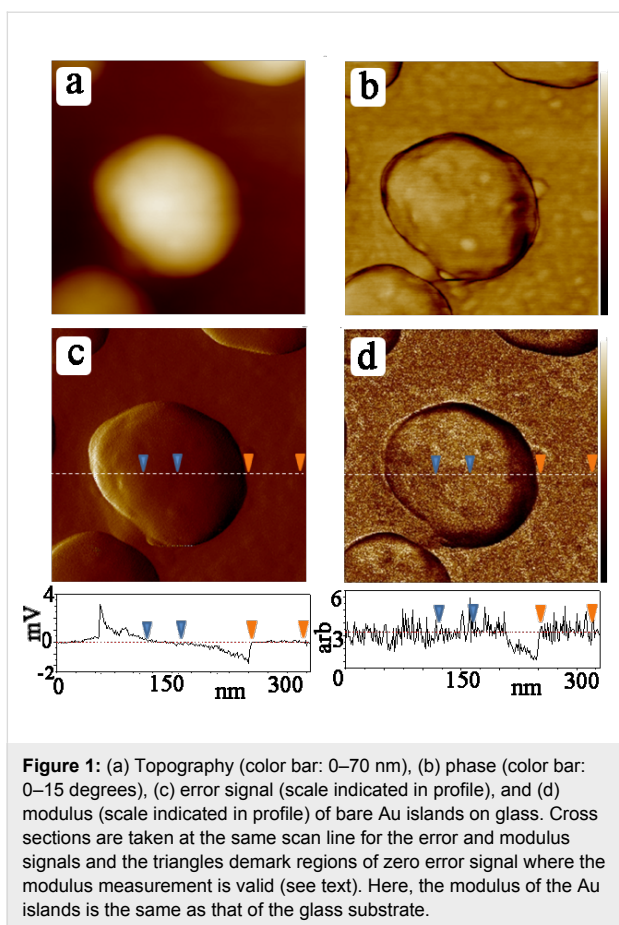 a
b
c
d
4
0
-2
mV
0
150
300
nm
6
3
arb
0
150
300
nm
Figure 1: (a) Topography (color bar: 0–70 nm), (b) phase (color bar:
0–15 degrees), (c) error signal (scale indicated in profile), and (d)
modulus (scale indicated in profile) of bare Au islands on glass. Cross
sections are taken at the same scan line for the error and modulus
signals and the triangles demark regions of zero error signal where the
modulus measurement is valid (see text). Here, the modulus of the Au
islands is the same as that of the glass substrate.